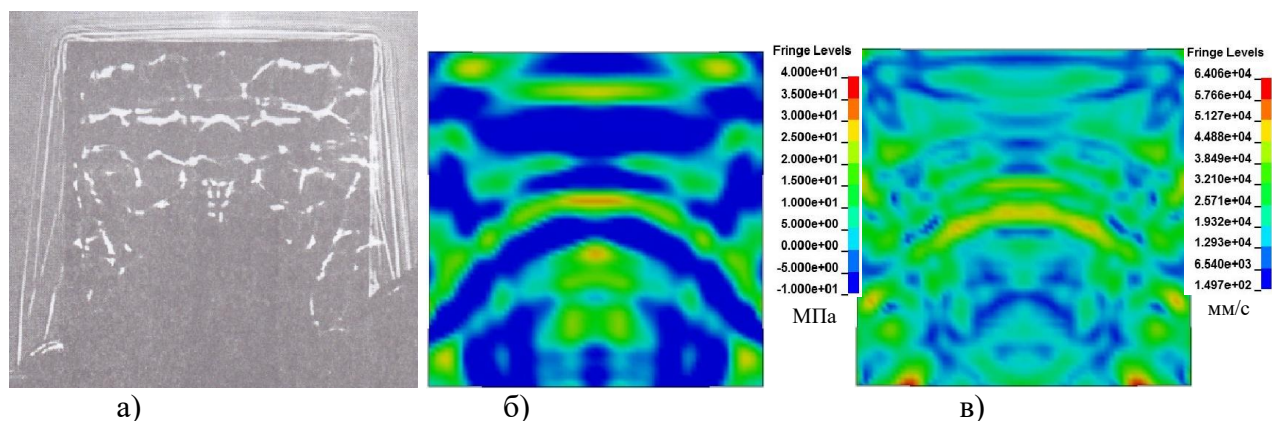 Fringe Levels
4.000e+01
3.500e+01
3.000e+01
2.500e+01
2.000e+01
1.500e+01
1.000e+01
5.000e+00
0.000e+00
-5.000e+00
-1.000e+01
МПа
Fringe Levels
6.406e+04
5.766e+04
5.127e+04
4.488e+04
3.849e+04
3.210e+04
2.571e+04
1.932e+04
1.293e+04
6.540e+03
1.497e+02
мм/с
а)
б)
в)